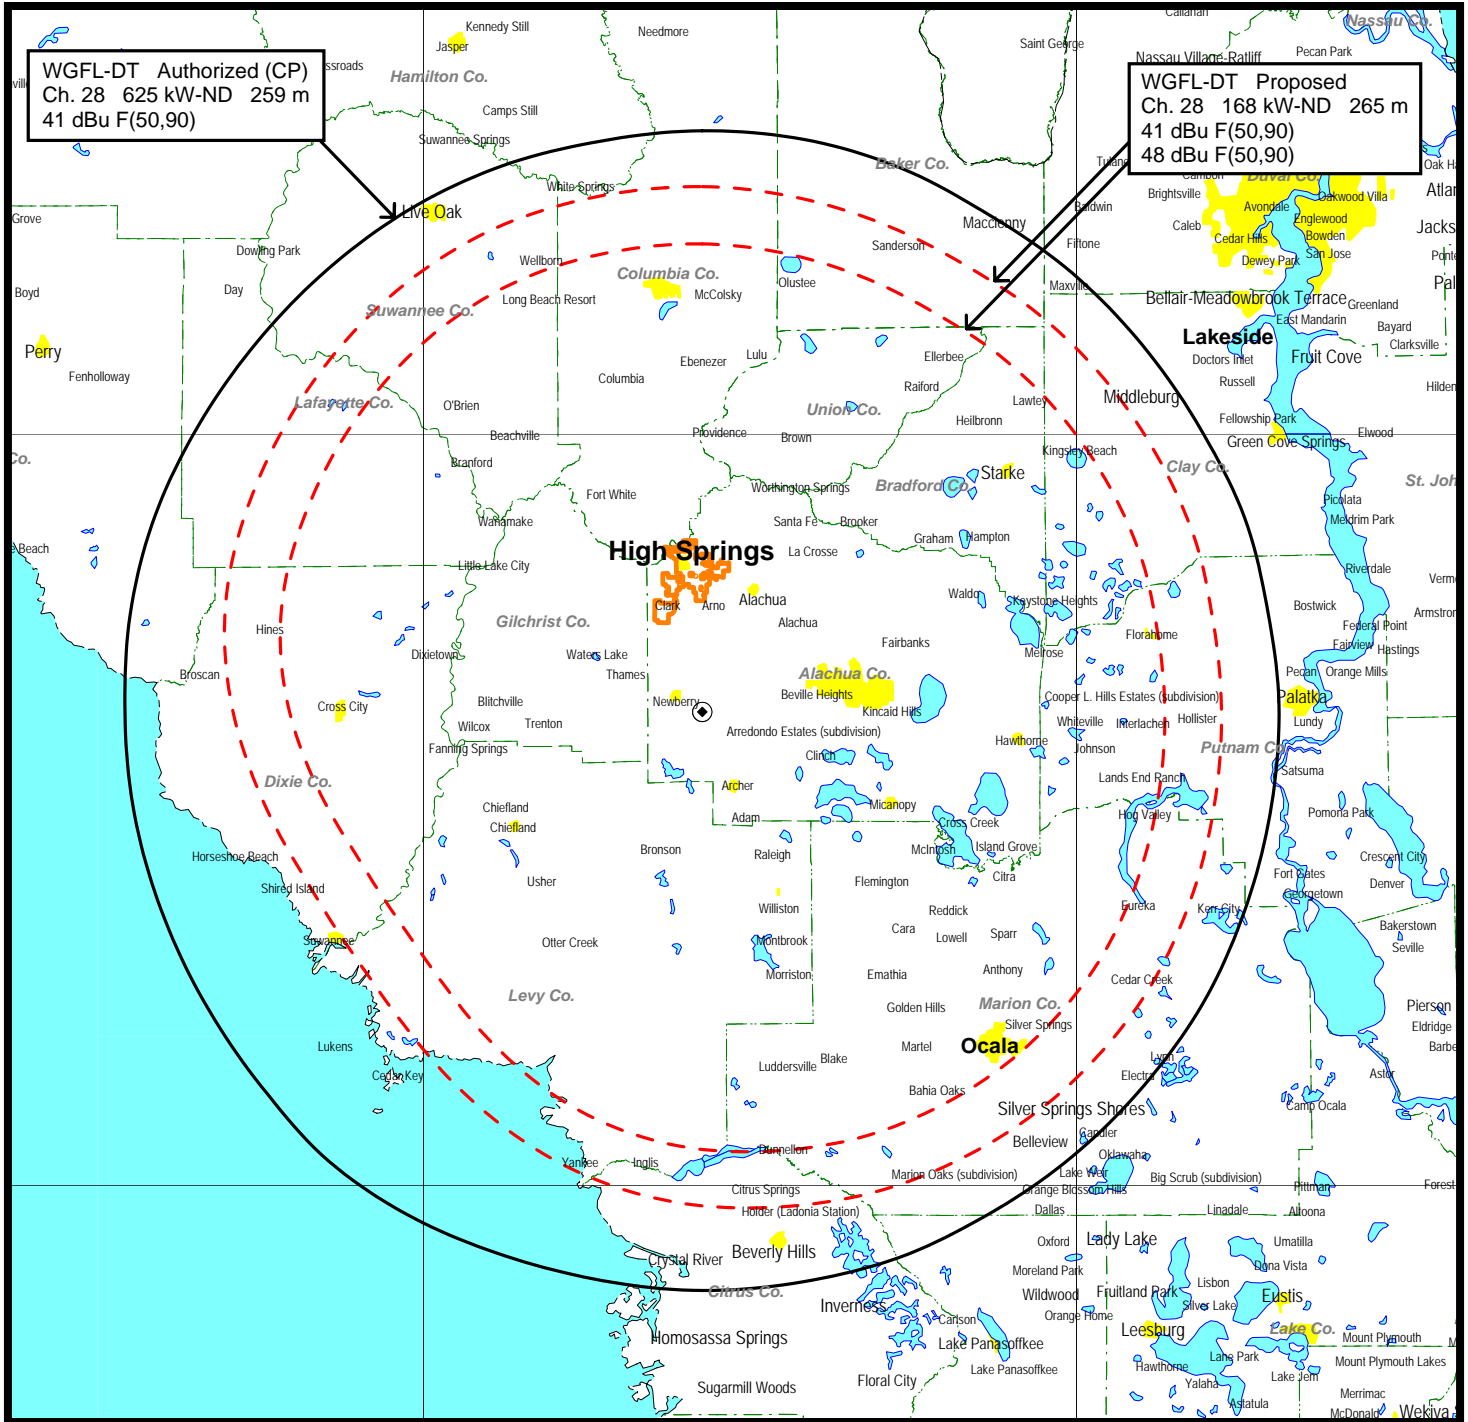 Callahan
Nassau Co.
Kennedy Still
Needmore
Jasper
Saint George
Pecan Park
Nassau Village-Ratliff
ssroads
Hamilton Co.
WGFL-DT Authorized (CP)
Ch. 28 625 kW-ND 259 m
41 dBu F(50,90)
WGFL-DT Proposed
Ch. 28 168 kW-ND 265 m
41 dBu F(50,90)
48 dBu F(50,90)
Camps Still
Suwannee Springs
Baker Co.
Oak Ha
Duval Co.
White Springs
Brightsville
Oakwood Villa
Atlan
Live Oak
Baldwin
Avondale
Grove
Macclenny
Caleb
Englewood
Jacks
Cedar Hills
Bowden
Dowling Park
Sanderson
Fiftone
San Jose
Dewey Park
Wellborn
Columbia Co.
Olustee
Maxville
Boyd
Day
Long Beach Resort
McColsky
Bellair-Meadowbrook Terrace
Greenland
Suwannee Co.
East Mandarin
Bayard
Lakeside
Clarksville
Perry
Ebenezer
Lulu
Ellerbee
Doctors Inlet
Fruit Cove
Fenholloway
Columbia
Raiford
Russell
Hilden
Lafayette Co.
O'Brien
Union Co.
Lawtey
Middleburg
Heilbronn
Fellowship Park
Beachville
Providence
Brown
Elwood
Green Cove Springs
Kingsley Beach
Co.
Branford
Starke
Clay Co.
St. Joh
Fort White
Worthington Springs
Bradford Co.
Picolata
Wanamake
Santa Fe
Brooker
Meldrim Park
Graham
Hampton
e Beach
High Springs
La Crosse
Little Lake City
Riverdale
Verm
Waldo
Keystone Heights
Clark
Arno
Alachua
Bostwick
Armstron
Gilchrist Co.
Alachua
Federal Point
Hines
Florahome
Fairbanks
Fairview
Hastings
Dixietown
Waters Lake
Melrose
Broscan
Thames
Alachua Co.
Pecan
Orange Mills
Cross City
Blitchville
Newberry
Beville Heights
Cooper L. Hills Estates (subdivision)
Palatka
Kincaid Hills
Wilcox
Trenton
Whiteville
Interlachen
Hollister
Lundy
Arredondo Estates (subdivision)
Fanning Springs
Hawthorne
Johnson
Putnam Co.
Clinch
Satsuma
Dixie Co.
Archer
Lands End Ranch
Chiefland
Micanopy
Adam
Hog Valley
Pomona Park
Chiefland
Cross Creek
Horseshoe Beach
Bronson
Raleigh
McIntosh
Island Grove
Crescent City
Shired Island
Usher
Flemington
Citra
Fort Gates
Denver
Georgetown
Williston
Reddick
Eureka
Kerr City
Cara
Bakerstown
Suwannee
Otter Creek
Montbrook
Lowell
Sparr
Seville
Morriston
Emathia
Anthony
Cedar Creek
Levy Co.
Golden Hills
Marion Co.
Pierson
Silver Springs
Eldridge
Lukens
Martel
Ocala
Barbe
Luddersville
Blake
Lynn
Cedar Key
Electra
Astor
Bahia Oaks
Silver Springs Shores
Camp Ocala
Candler
Belleview
Dunnellon
Oklawaha
Yankee
Inglis
Marion Oaks (subdivision)
Lake Weir
Big Scrub (subdivision)
Citrus Springs
Orange Blossom Hills
Pittman
Forest
Holder (Ladonia Station)
Dallas
Linadale
Altoona
Oxford
Lady Lake
Umatilla
Crystal River
Beverly Hills
Moreland Park
Dona Vista
Citrus Co.
Wildwood
Fruitland Park
Lisbon
Eustis
Inverness
Orange Home
Silver Lake
Carlson
Leesburg
Lake Co.
Homosassa Springs
Lake Panasoffkee
Mount Plymouth
Lane Park
Lake Panasoffkee
Hawthorne
Mount Plymouth Lakes
Floral City
Lake Jem
Sugarmill Woods
Yalaha
Merrimac
Astatula
McDonald
Wekiva